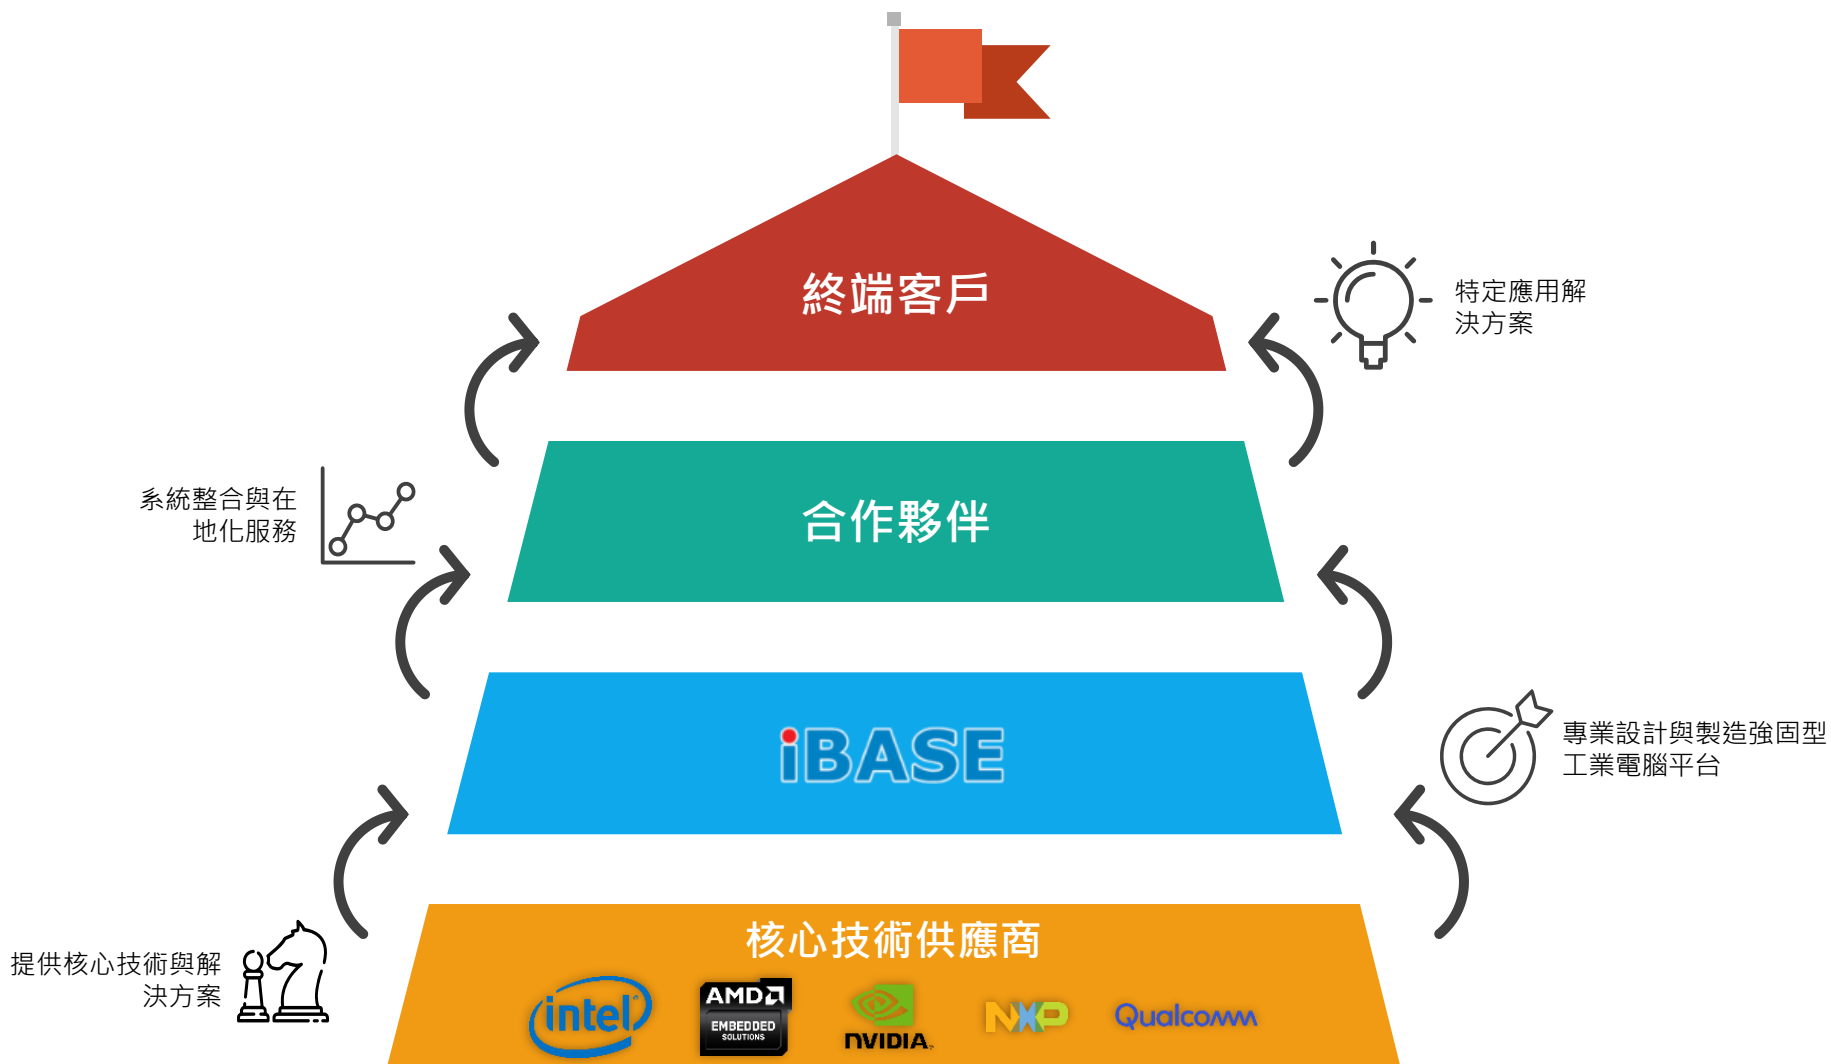 終端客戶
特定應用解
決方案
系統整合與在
地化服務
合作夥伴
iBASE
專業設計與製造強固型
工業電腦平台
核心技術供應商
提供核心技術與解
決方案
intel
AMD
EMBEDDED
SOLUTIONS
NVIDIA
NXP
Qualcomm